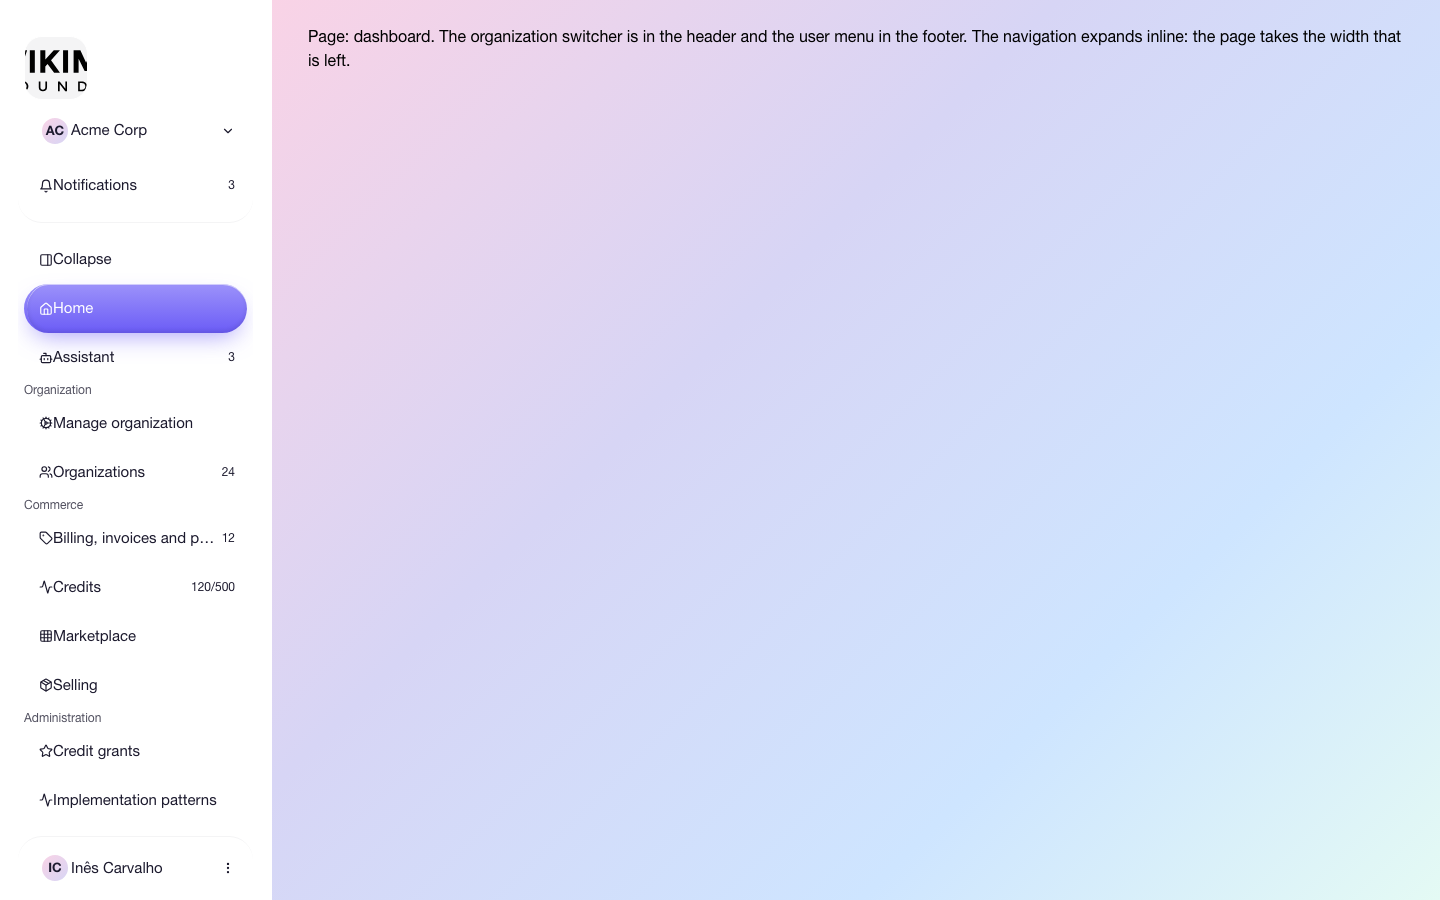 AC Acme Corp
Notifications 3
Collapse
Home
Assistant 3
Organization
Manage organization
Organizations 24
Commerce
Billing, invoices and p... 12
Credits 120/500
Marketplace
Selling
Administration
Credit grants
Implementation patterns
IC Inês Carvalho
Page: dashboard. The organization switcher is in the header and the user menu in the footer. The navigation expands inline: the page takes the width that
is left.